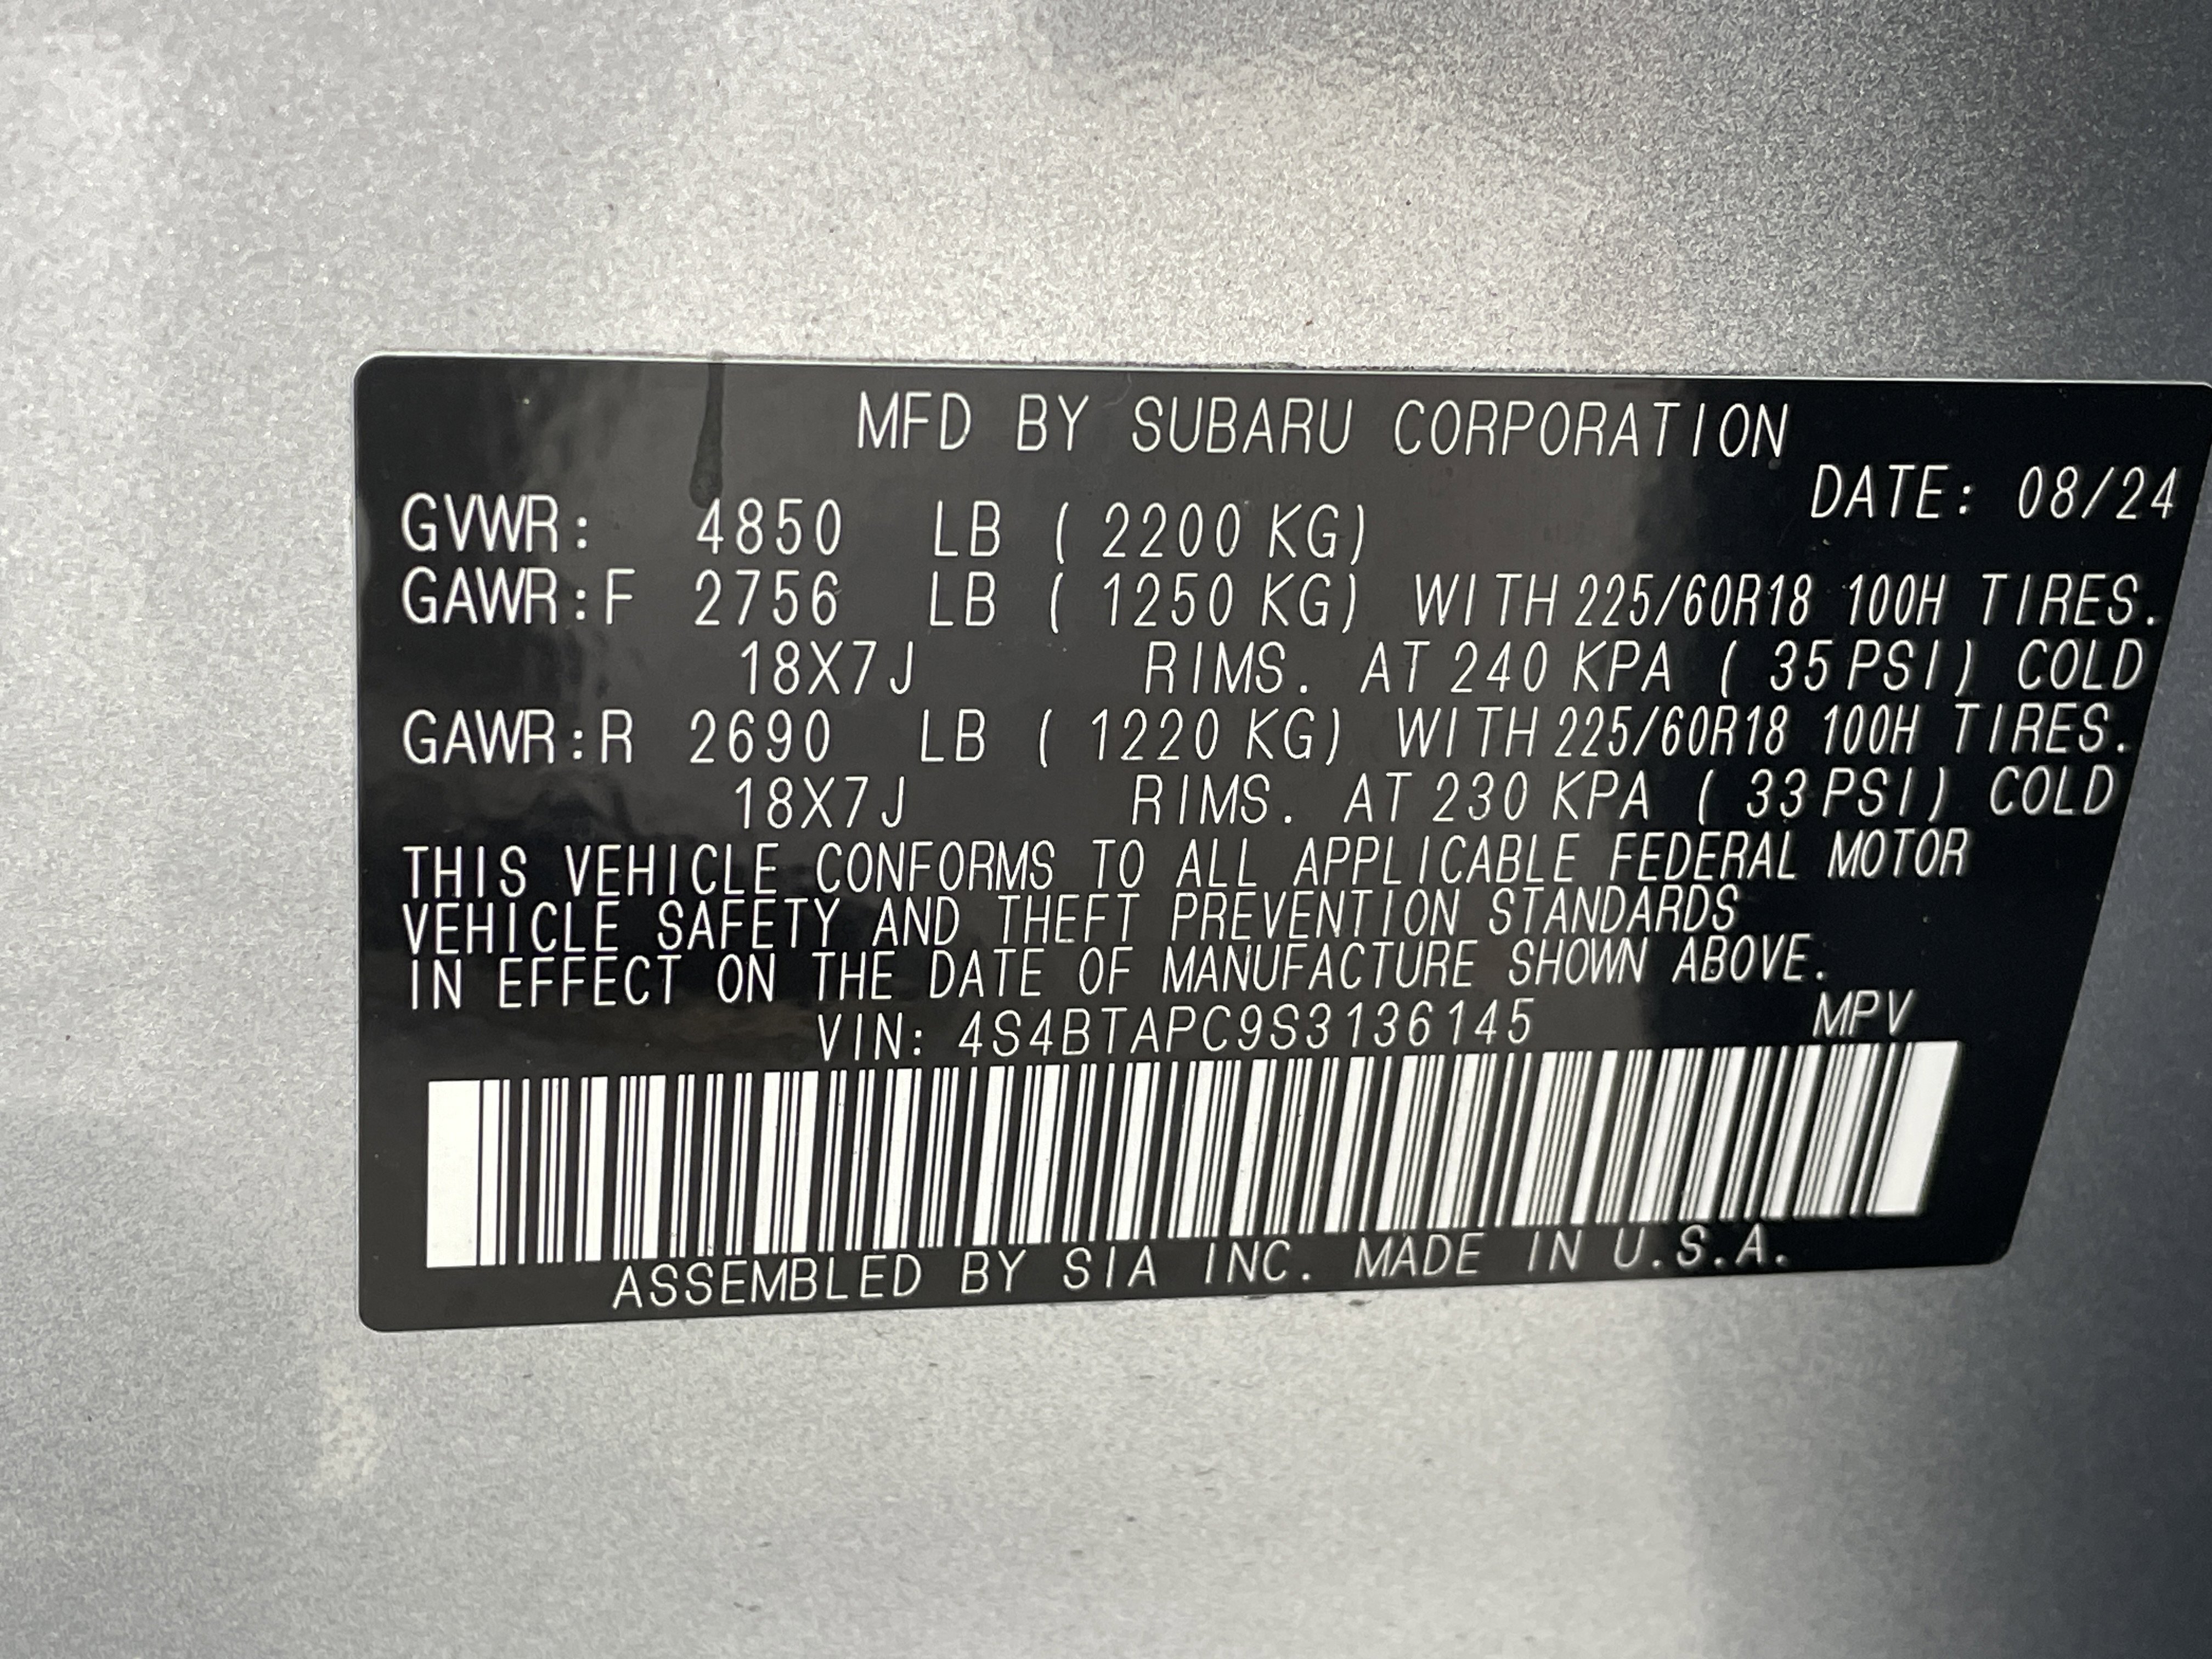 MFD BY SUBARU CORPORATION
DATE: 08/24
GVWR: 4850 LB ( 2200 KG)
GAWR:F 2756 LB ( 1250 KG) WITH 225/60R18 100H TIRES.
18X7J RIMS. AT 240 KPA ( 35 PSI) COLD
GAWR:R 2690 LB ( 1220 KG) WITH 225/60R18 100H TIRES.
18X7J RIMS. AT 230 KPA ( 33 PSI) COLD
THIS VEHICLE CONFORMS TO ALL APPLICABLE FEDERAL MOTOR
VEHICLE SAFETY AND THEFT PREVENTION STANDARDS
IN EFFECT ON THE DATE OF MANUFACTURE SHOWN ABOVE.
VIN: 4S4BTAPC9S3136145 MPV
ASSEMBLED BY SIA INC. MADE IN U.S.A.